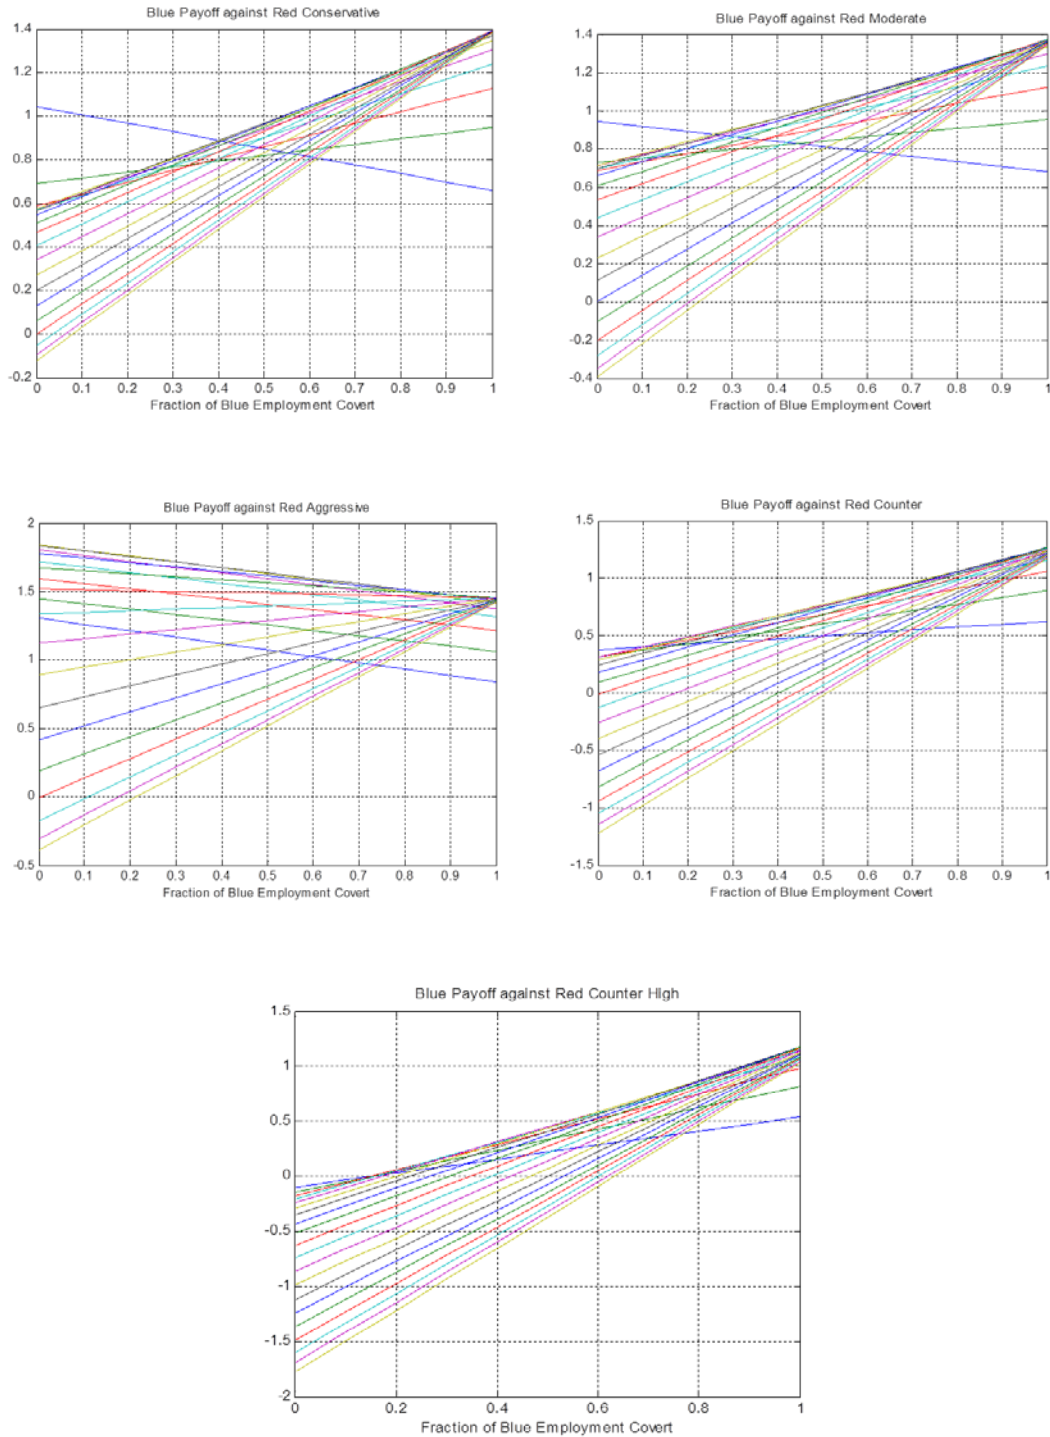 Blue Payoff against Red Conservative
1.4
1.2
1
0.8
0.6
0.4
0.2
0
-0.2
0 0.1 0.2 0.3 0.4 0.5 0.6 0.7 0.8 0.9 1
Fraction of Blue Employment Covert
Blue Payoff against Red Moderate
1.4
1.2
1
0.8
0.6
0.4
0.2
0
-0.2
-0.4
0 0.1 0.2 0.3 0.4 0.5 0.6 0.7 0.8 0.9 1
Fraction of Blue Employment Covert
Blue Payoff against Red Aggressive
2
1.5
1
0.5
0
-0.5
0 0.1 0.2 0.3 0.4 0.5 0.6 0.7 0.8 0.9 1
Fraction of Blue Employment Covert
Blue Payoff against Red Counter
1.5
1
0.5
0
-0.5
-1
-1.5
0 0.1 0.2 0.3 0.4 0.5 0.6 0.7 0.8 0.9 1
Fraction of Blue Employment Covert
Blue Payoff against Red Counter High
1.5
1
0.5
0
-0.5
-1
-1.5
-2
0 0.2 0.4 0.6 0.8 1
Fraction of Blue Employment Covert